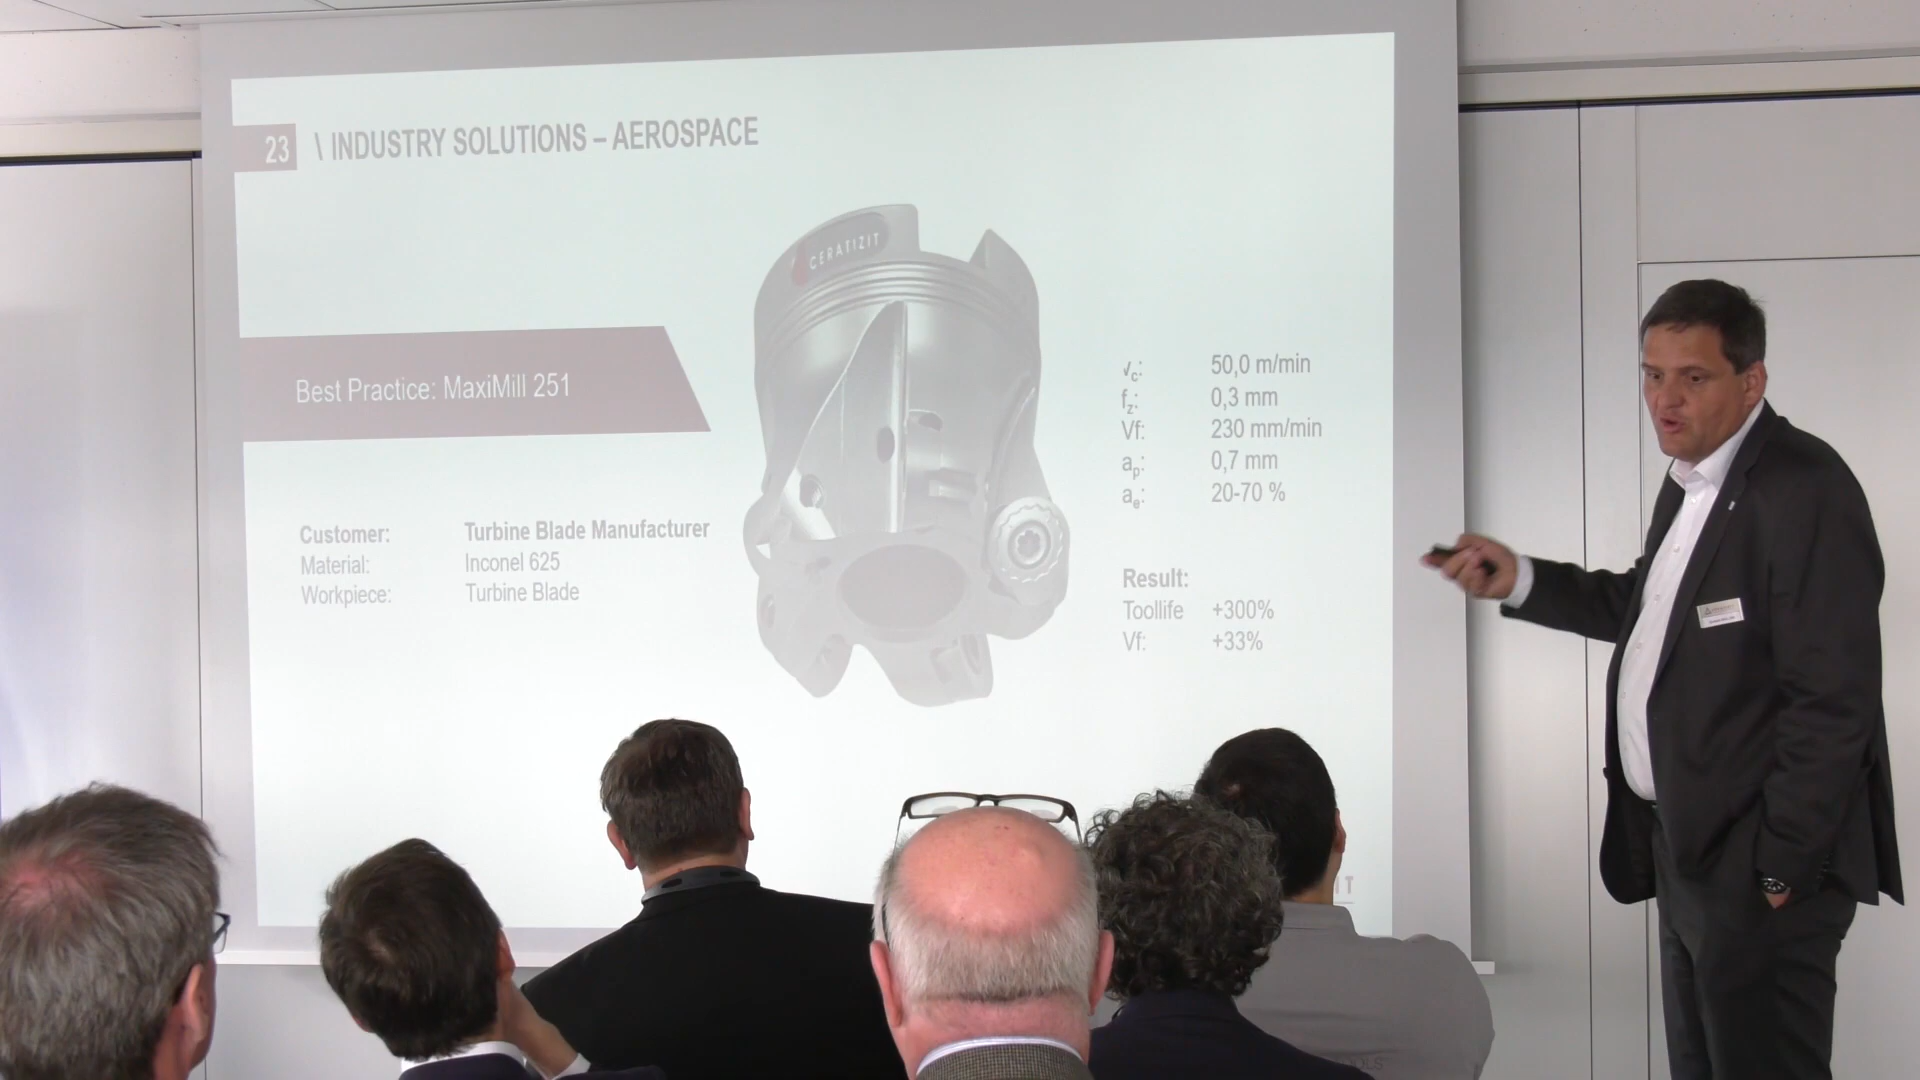 23 \ INDUSTRY SOLUTIONS – AEROSPACE
CERATIZIT
Best Practice: MaxiMill 251
Customer: Turbine Blade Manufacturer
Material: Inconel 625
Workpiece: Turbine Blade
vc: 50,0 m/min
fz: 0,3 mm
Vf: 230 mm/min
ap: 0,7 mm
ae: 20-70 %
Result:
Toollife +300%
Vf: +33%